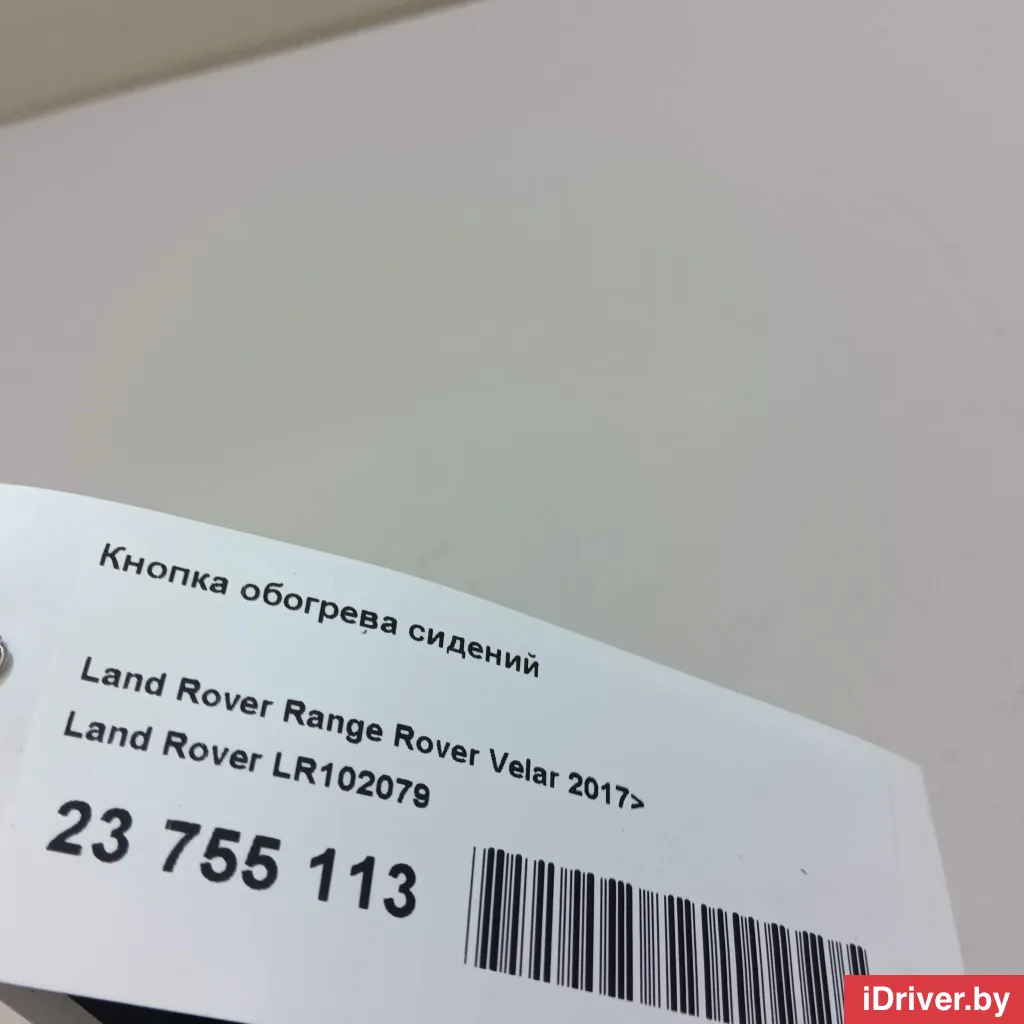 Кнопка обогрева сидений
Land Rover Range Rover Velar 2017>
Land Rover LR102079
23 755 113
iDriver.by